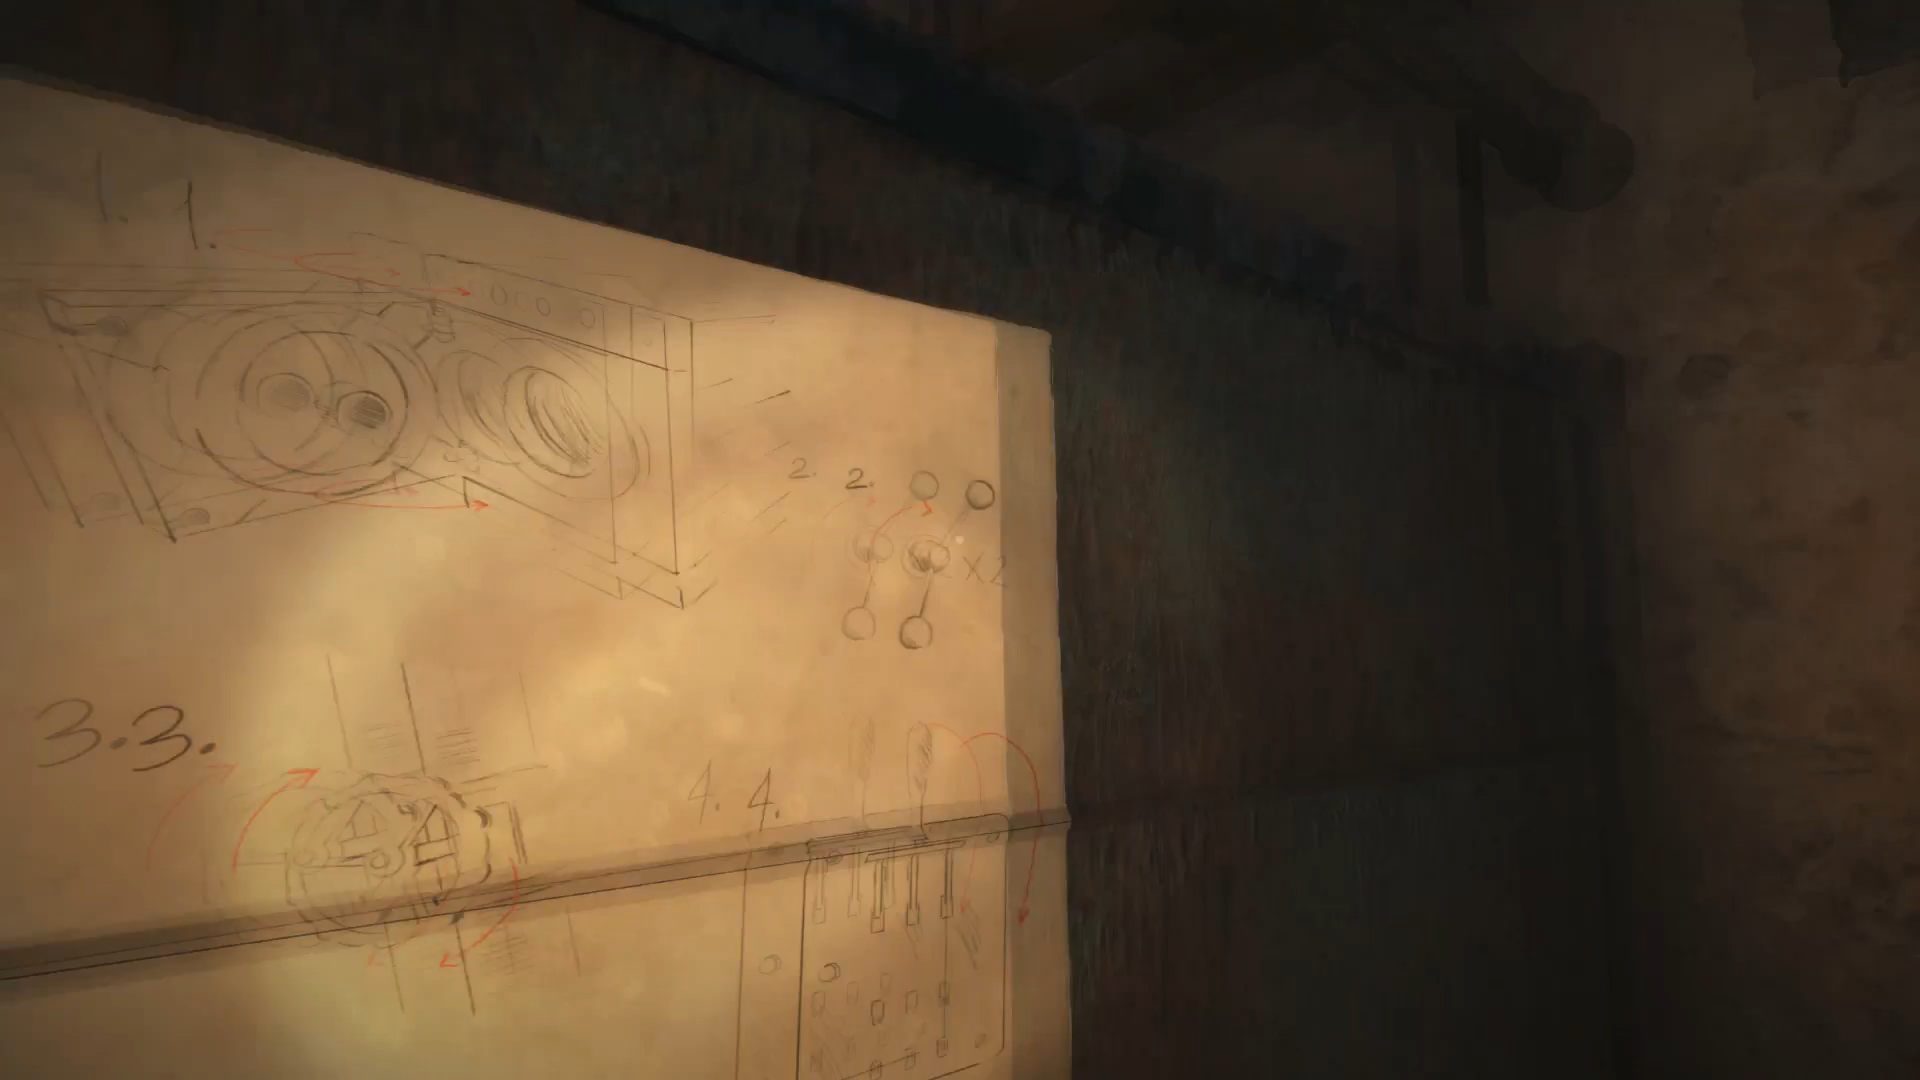 1. 1.
2. 2.
x2
3. 3.
4. 4.